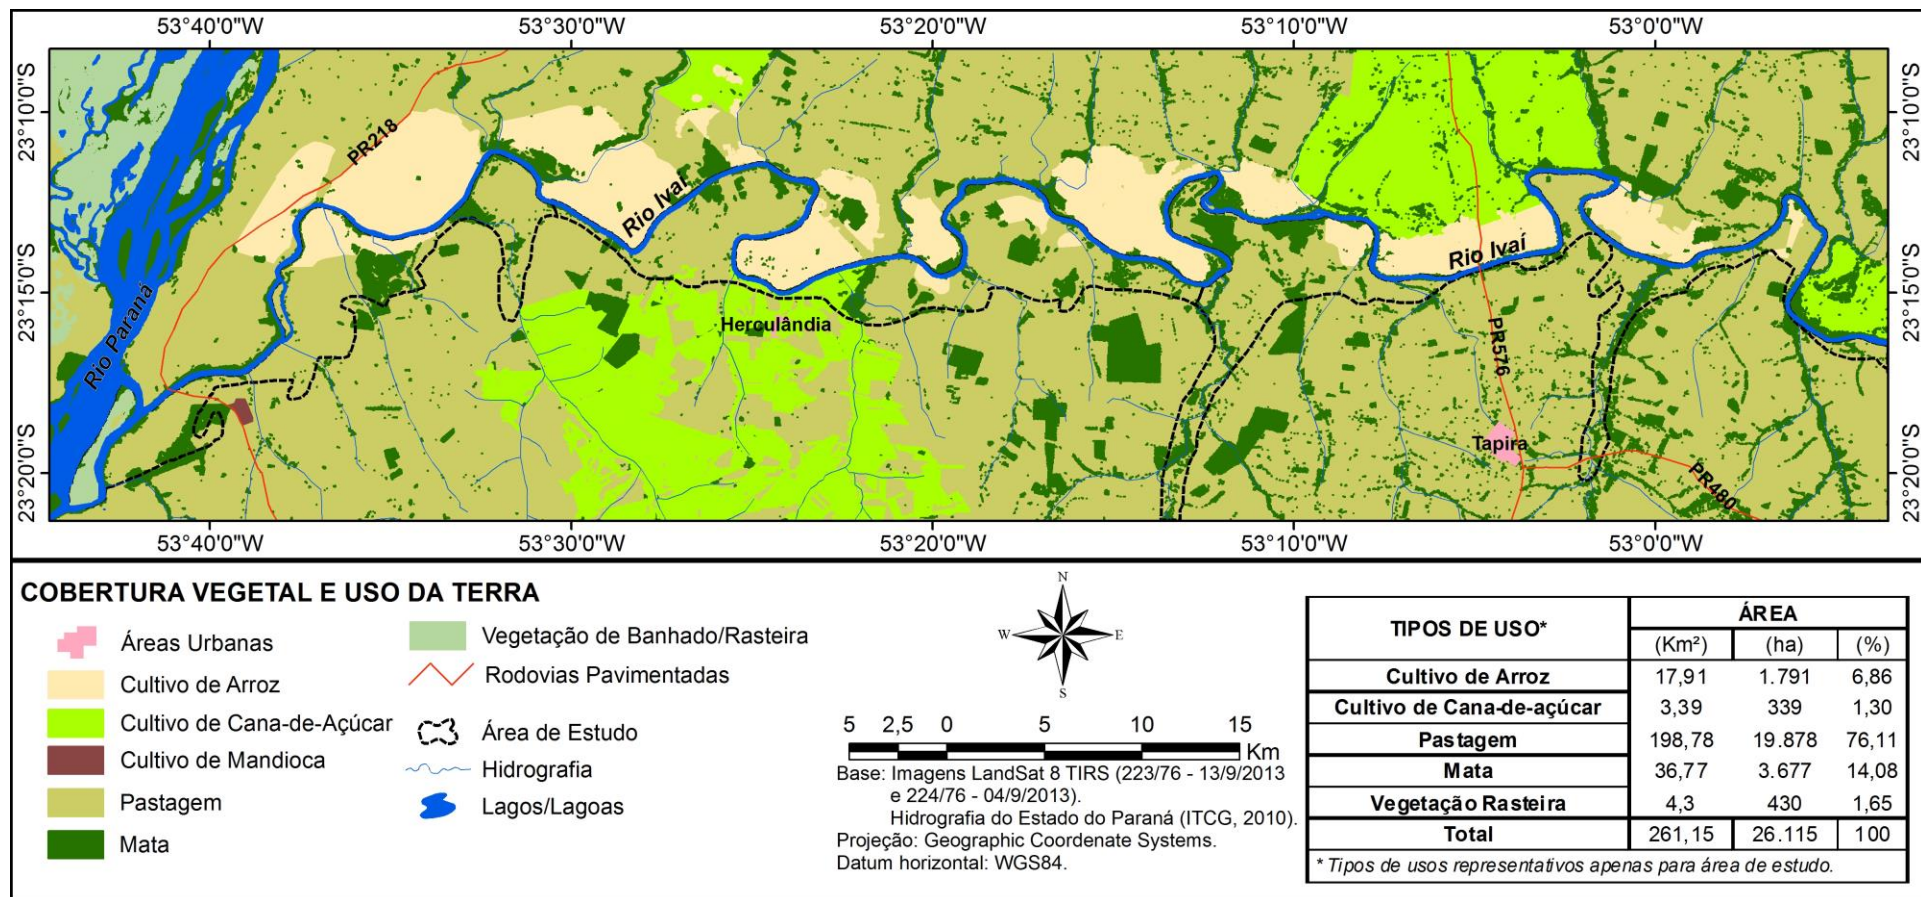 53°40'0"W 53°30'0"W 53°20'0"W 53°10'0"W 53°0'0"W
23°10'0"S 23°10'0"S
23°15'0"S 23°15'0"S
23°20'0"S 23°20'0"S
PR218
Rio Ivaí
Rio Ivaí
Rio Paraná
Herculândia
PR576
Tapira
PR480
53°40'0"W 53°30'0"W 53°20'0"W 53°10'0"W 53°0'0"W
COBERTURA VEGETAL E USO DA TERRA
Áreas Urbanas
Cultivo de Arroz
Cultivo de Cana-de-Açúcar
Cultivo de Mandioca
Pastagem
Mata
Vegetação de Banhado/Rasteira
Rodovias Pavimentadas
Área de Estudo
Hidrografia
Lagos/Lagoas
N
W E
S
5 2,5 0 5 10 15
Km
Base: Imagens LandSat 8 TIRS (223/76 - 13/9/2013
e 224/76 - 04/9/2013).
Hidrografia do Estado do Paraná (ITCG, 2010).
Projeção: Geographic Coordenate Systems.
Datum horizontal: WGS84.
TIPOS DE USO* ÁREA
(Km²) (ha) (%)
Cultivo de Arroz 17,91 1.791 6,86
Cultivo de Cana-de-açúcar 3,39 339 1,30
Pastagem 198,78 19.878 76,11
Mata 36,77 3.677 14,08
Vegetação Rasteira 4,3 430 1,65
Total 261,15 26.115 100
* Tipos de usos representativos apenas para área de estudo.